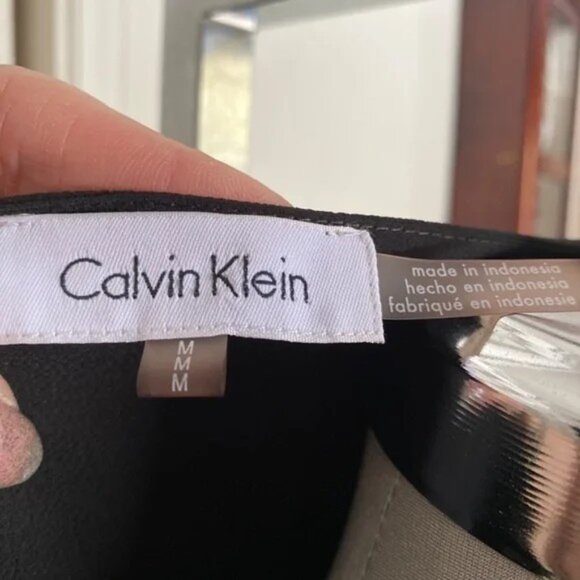 Calvin Klein
made in indonesia
hecho en indonesia
fabriqué en indonesie
M
M
M